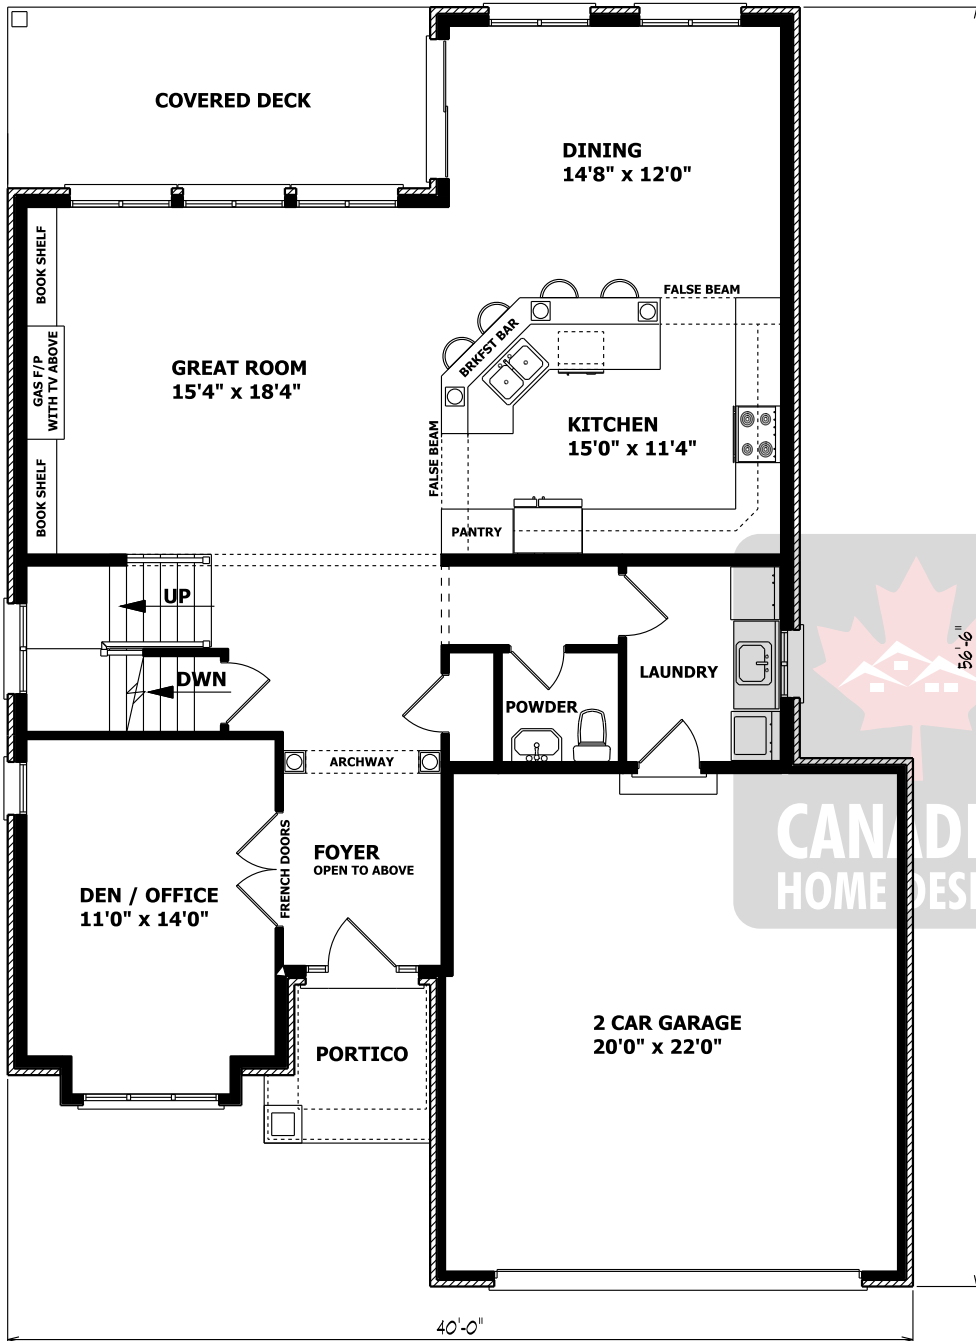 COVERED DECK
DINING
14'8" x 12'0"
BOOK SHELF
FALSE BEAM
BRKFST BAR
GAS F/P
WITH TV ABOVE
GREAT ROOM
15'4" x 18'4"
KITCHEN
15'0" x 11'4"
FALSE BEAM
BOOK SHELF
PANTRY
UP
56'-6"
LAUNDRY
DWN
POWDER
ARCHWAY
CANADI
HOME DESI
FRENCH DOORS
FOYER
OPEN TO ABOVE
DEN / OFFICE
11'0" x 14'0"
2 CAR GARAGE
20'0" x 22'0"
PORTICO
40'-0"